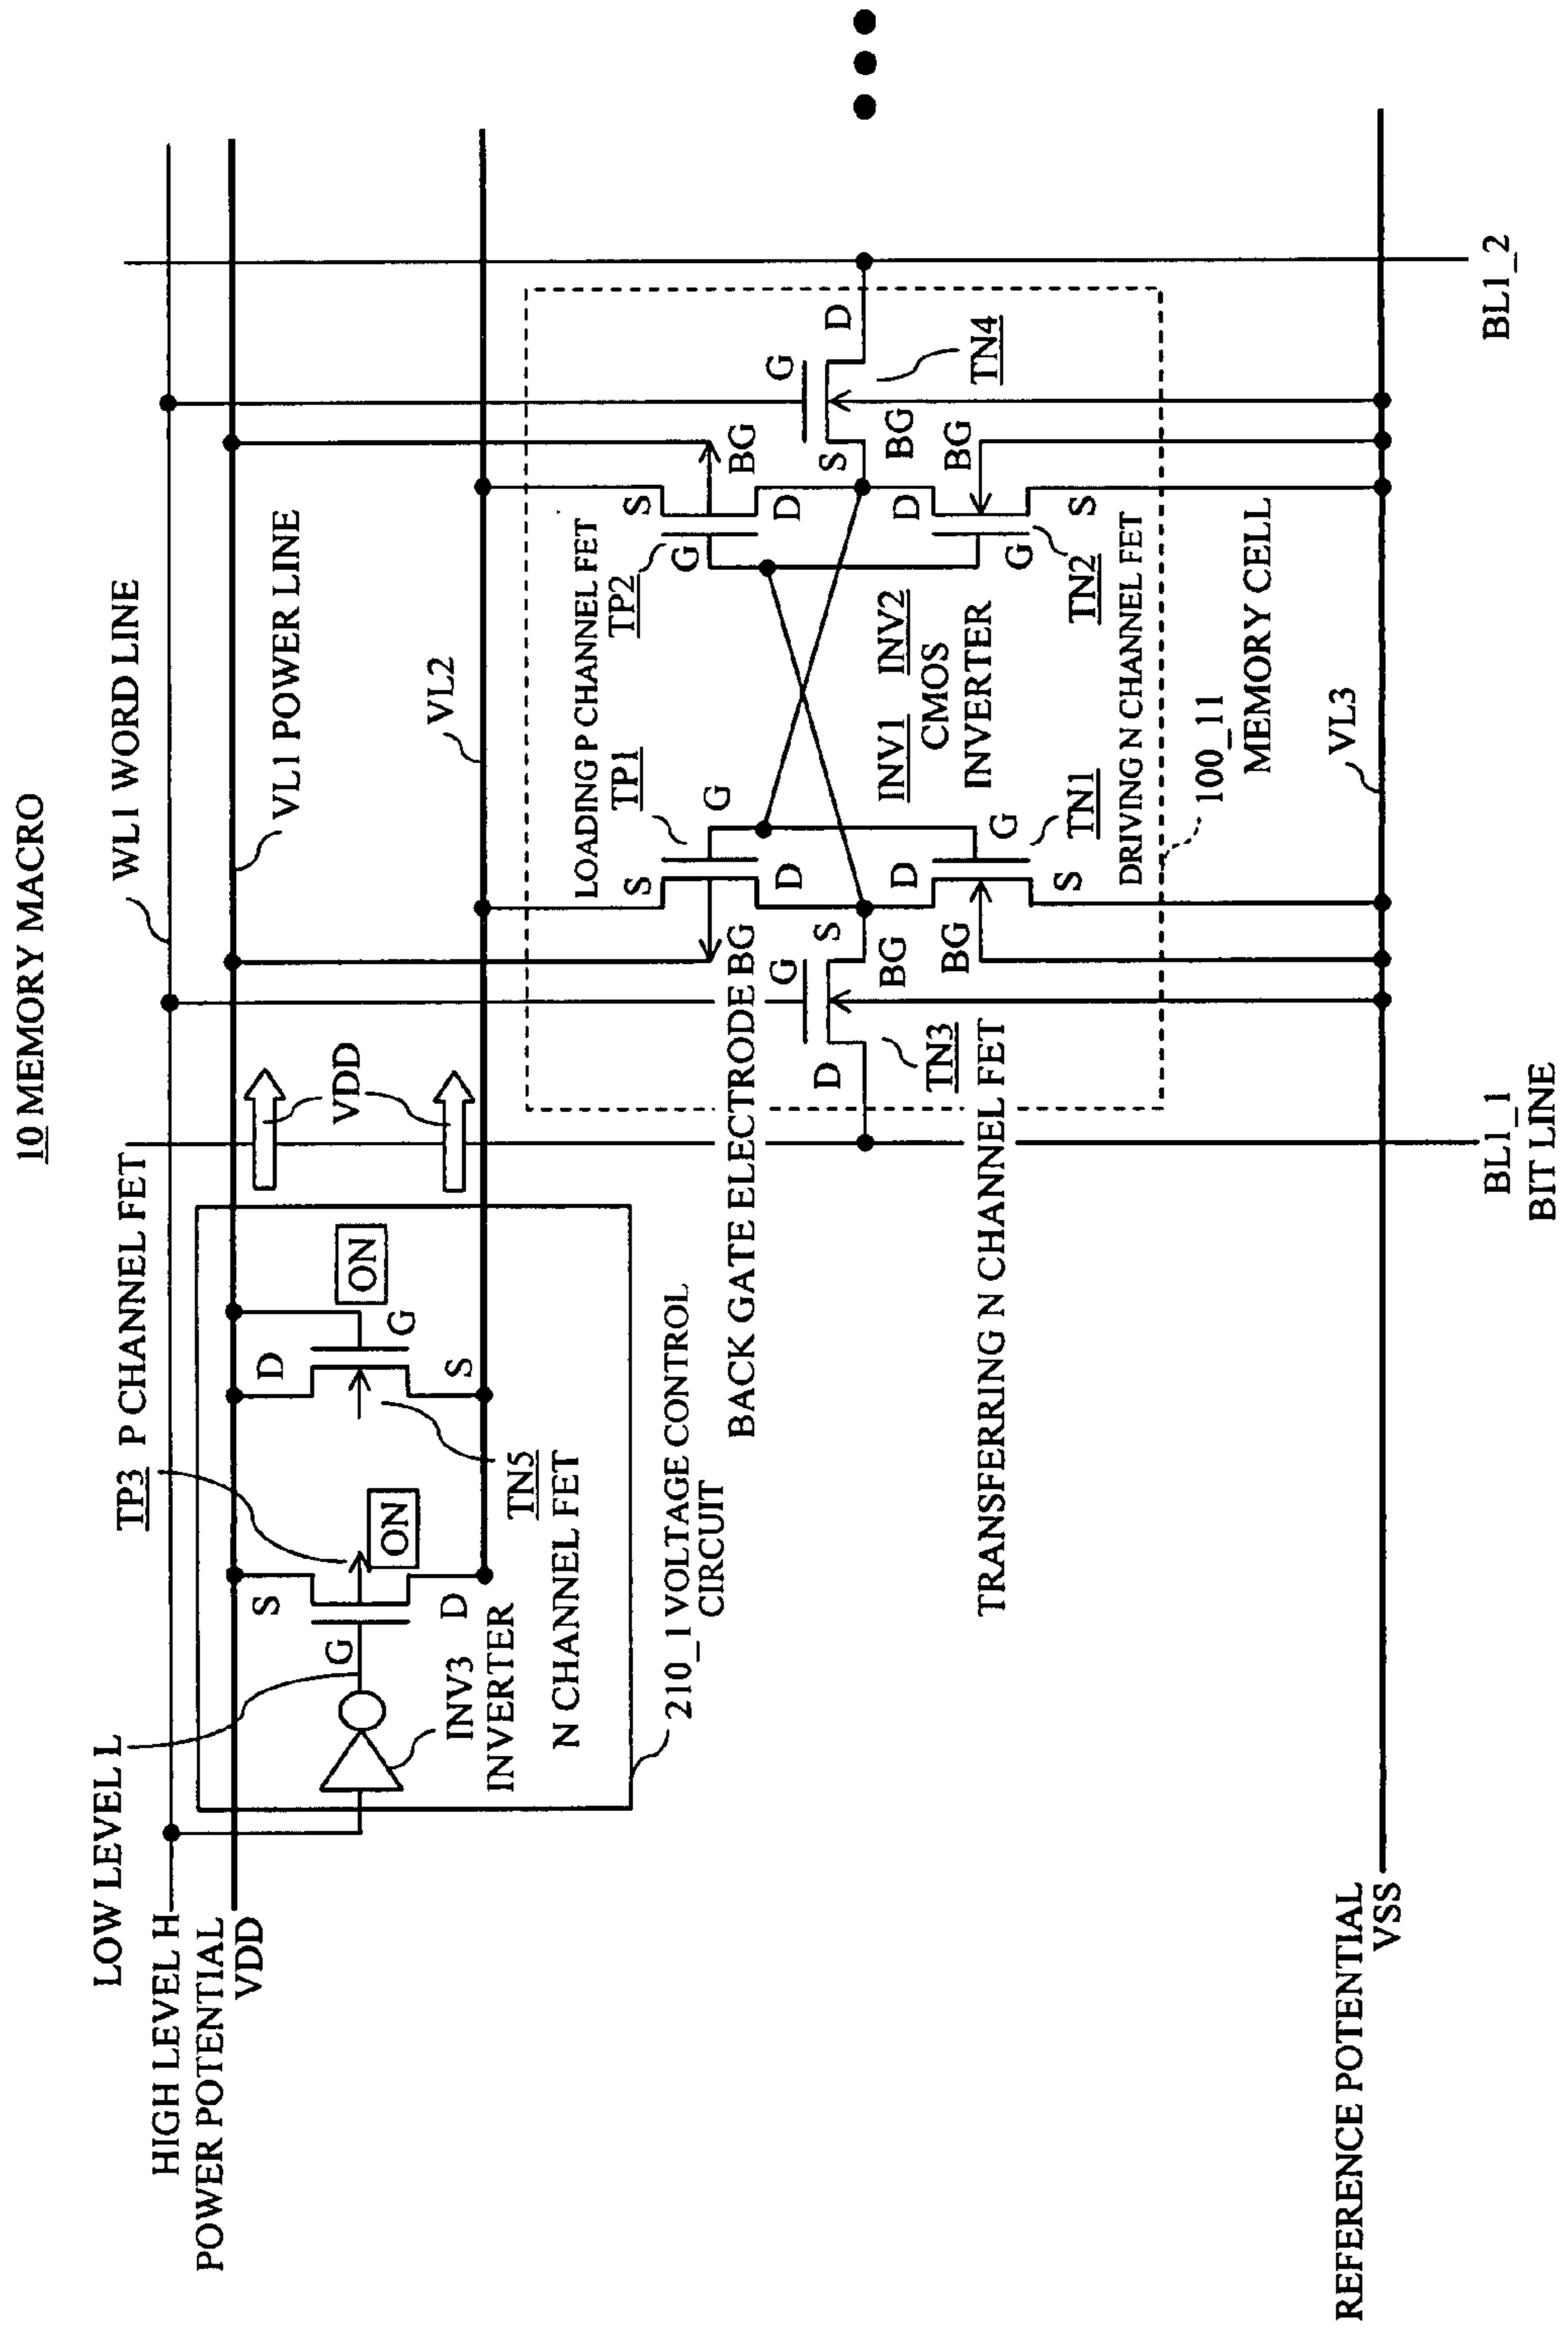 10 MEMORY MACRO
LOW LEVEL L
TP3 P CHANNEL FET
WL1 WORD LINE
HIGH LEVEL H
POWER POTENTIAL
VDD
VL1 POWER LINE
S
G
D
ON
INV3
INVERTER
D
G
S
ON
TN5
N CHANNEL FET
VDD
VL2
210_1 VOLTAGE CONTROL
CIRCUIT
LOADING P CHANNEL FET
TP1
TP2
S
G
D
S
G
D
BG
BACK GATE ELECTRODE BG
G
S
D
BG
TN3
TRANSFERRING N CHANNEL FET
INV1
INV2
CMOS
INVERTER
G
S
D
BG
TN4
D
G
S
BG
TN1
D
G
S
BG
TN2
DRIVING N CHANNEL FET
100_11
MEMORY CELL
VL3
REFERENCE POTENTIAL
VSS
BL1_1
BIT LINE
BL1_2